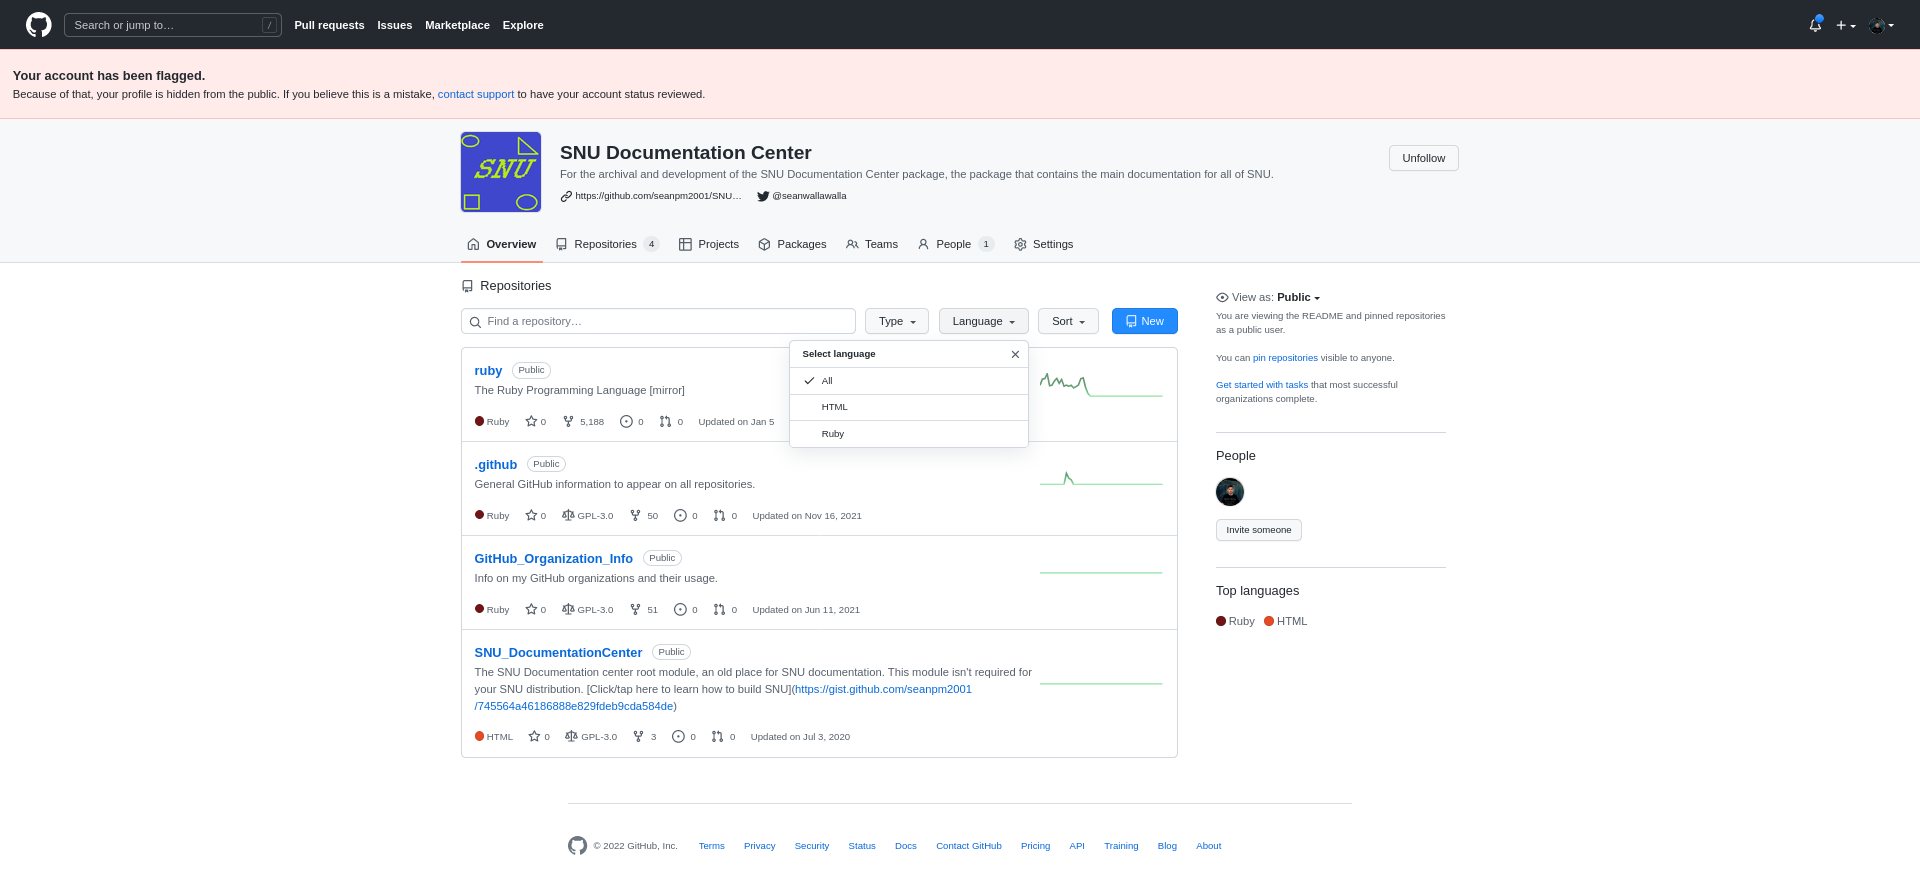 Search or jump to… /
Pull requests Issues Marketplace Explore
Your account has been flagged.
Because of that, your profile is hidden from the public. If you believe this is a mistake, contact support to have your account status reviewed.
SNU
SNU Documentation Center
Unfollow
For the archival and development of the SNU Documentation Center package, the package that contains the main documentation for all of SNU.
https://github.com/seanpm2001/SNU… @seanwallawalla
Overview Repositories 4 Projects Packages Teams People 1 Settings
Repositories
Find a repository… Type Language Sort New
Select language
All
HTML
Ruby
ruby Public
The Ruby Programming Language [mirror]
Ruby 0 5,188 0 0 Updated on Jan 5
.github Public
General GitHub information to appear on all repositories.
Ruby 0 GPL-3.0 50 0 0 Updated on Nov 16, 2021
GitHub_Organization_Info Public
Info on my GitHub organizations and their usage.
Ruby 0 GPL-3.0 51 0 0 Updated on Jun 11, 2021
SNU_DocumentationCenter Public
The SNU Documentation center root module, an old place for SNU documentation. This module isn't required for
your SNU distribution. [Click/tap here to learn how to build SNU](https://gist.github.com/seanpm2001
/745564a46186888e829fdeb9cda584de)
HTML 0 GPL-3.0 3 0 0 Updated on Jul 3, 2020
View as: Public
You are viewing the README and pinned repositories
as a public user.
You can pin repositories visible to anyone.
Get started with tasks that most successful
organizations complete.
People
Invite someone
Top languages
Ruby HTML
© 2022 GitHub, Inc. Terms Privacy Security Status Docs Contact GitHub Pricing API Training Blog About